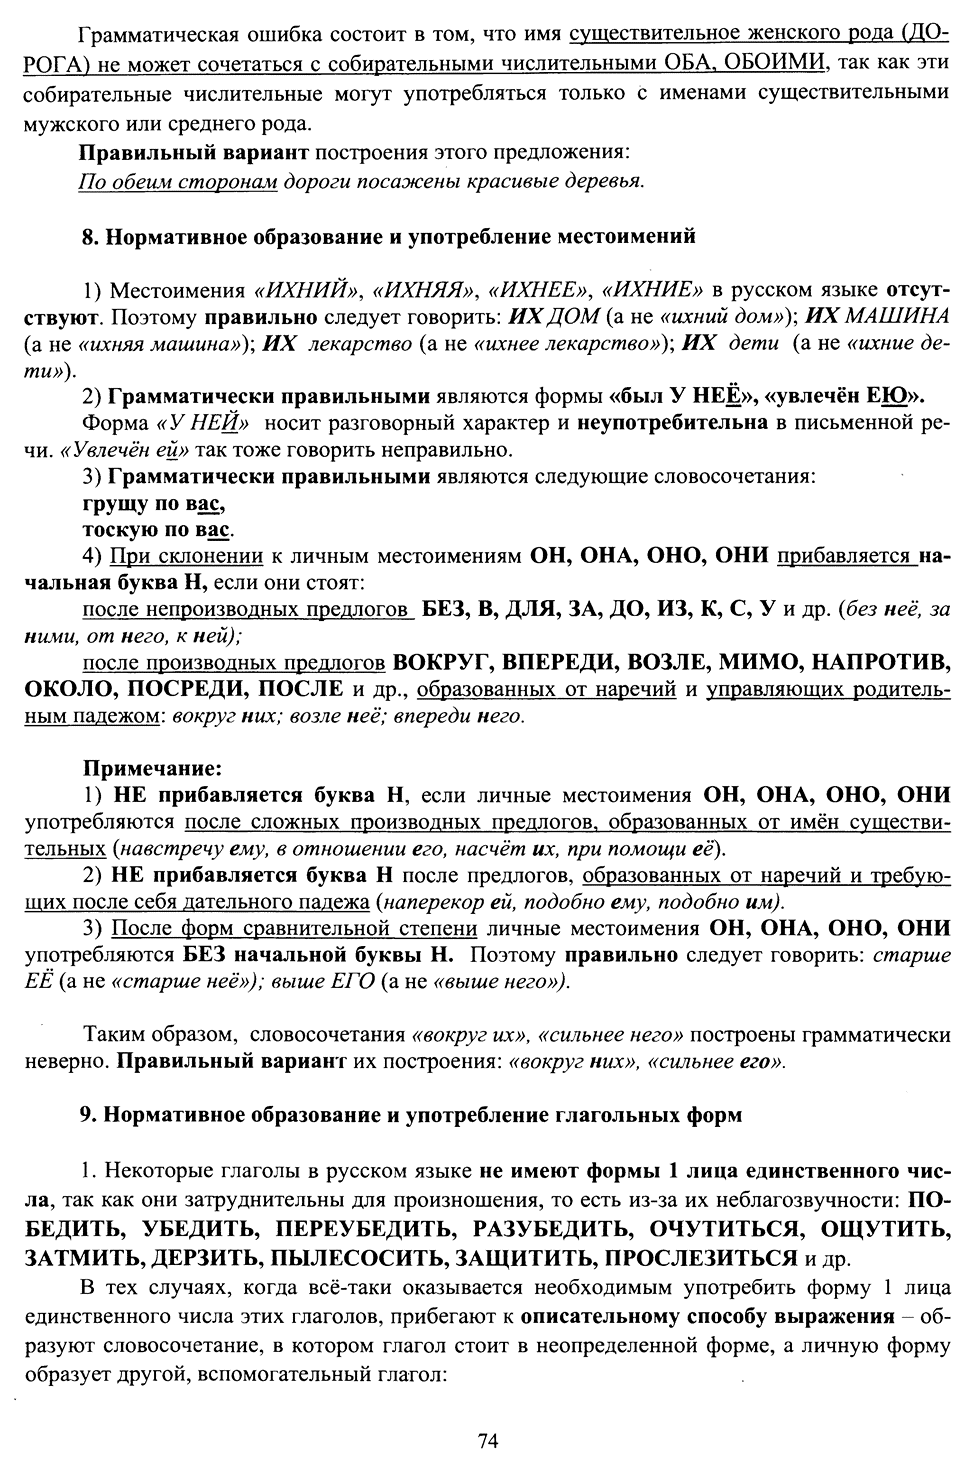 Грамматическая ошибка состоит в том, что имя существительное женского рода (ДО-
РОГА) не может сочетаться с собирательными числительными ОБА, ОБОИМИ, так как эти
собирательные числительные могут употребляться только с именами существительными
мужского или среднего рода.
Правильный вариант построения этого предложения:
По обеим сторонам дороги посажены красивые деревья.
8. Нормативное образование и употребление местоимений
1) Местоимения «ИХНИЙ», «ИХНЯЯ», «ИХНЕЕ», «ИХНИЕ» в русском языке отсут-
ствуют. Поэтому правильно следует говорить: ИХ ДОМ (а не «ихний дом»); ИХ МАШИНА
(а не «ихняя машина»); ИХ лекарство (а не «ихнее лекарство»); ИХ дети (а не «ихние де-
ти»).
2) Грамматически правильными являются формы «был У НЕЁ», «увлечён ЕЮ».
Форма «У НЕЙ» носит разговорный характер и неупотребительна в письменной ре-
чи. «Увлечён ей» так тоже говорить неправильно.
3) Грамматически правильными являются следующие словосочетания:
грущу по вас,
тоскую по вас.
4) При склонении к личным местоимениям ОН, ОНА, ОНО, ОНИ прибавляется на-
чальная буква Н, если они стоят:
после непроизводных предлогов БЕЗ, В, ДЛЯ, ЗА, ДО, ИЗ, К, С, У и др. (без неё, за
ними, от него, к ней);
после производных предлогов ВОКРУГ, ВПЕРЕДИ, ВОЗЛЕ, МИМО, НАПРОТИВ,
ОКОЛО, ПОСРЕДИ, ПОСЛЕ и др., образованных от наречий и управляющих родитель-
ным падежом: вокруг них; возле неё; впереди него.
Примечание:
1) НЕ прибавляется буква Н, если личные местоимения ОН, ОНА, ОНО, ОНИ
употребляются после сложных производных предлогов, образованных от имён существи-
тельных (навстречу ему, в отношении его, насчёт их, при помощи её).
2) НЕ прибавляется буква Н после предлогов, образованных от наречий и требую-
щих после себя дательного падежа (наперекор ей, подобно ему, подобно им).
3) После форм сравнительной степени личные местоимения ОН, ОНА, ОНО, ОНИ
употребляются БЕЗ начальной буквы Н. Поэтому правильно следует говорить: старше
ЕЁ (а не «старше неё»); выше ЕГО (а не «выше него»).
Таким образом, словосочетания «вокруг их», «сильнее него» построены грамматически
неверно. Правильный вариант их построения: «вокруг них», «сильнее его».
9. Нормативное образование и употребление глагольных форм
1. Некоторые глаголы в русском языке не имеют формы 1 лица единственного чис-
ла, так как они затруднительны для произношения, то есть из-за их неблагозвучности: ПО-
БЕДИТЬ, УБЕДИТЬ, ПЕРЕУБЕДИТЬ, РАЗУБЕДИТЬ, ОЧУТИТЬСЯ, ОЩУТИТЬ,
ЗАТМИТЬ, ДЕРЗИТЬ, ПЫЛЕСОСИТЬ, ЗАЩИТИТЬ, ПРОСЛЕЗИТЬСЯ и др.
В тех случаях, когда всё-таки оказывается необходимым употребить форму 1 лица
единственного числа этих глаголов, прибегают к описательному способу выражения – об-
разуют словосочетание, в котором глагол стоит в неопределенной форме, а личную форму
образует другой, вспомогательный глагол:
74